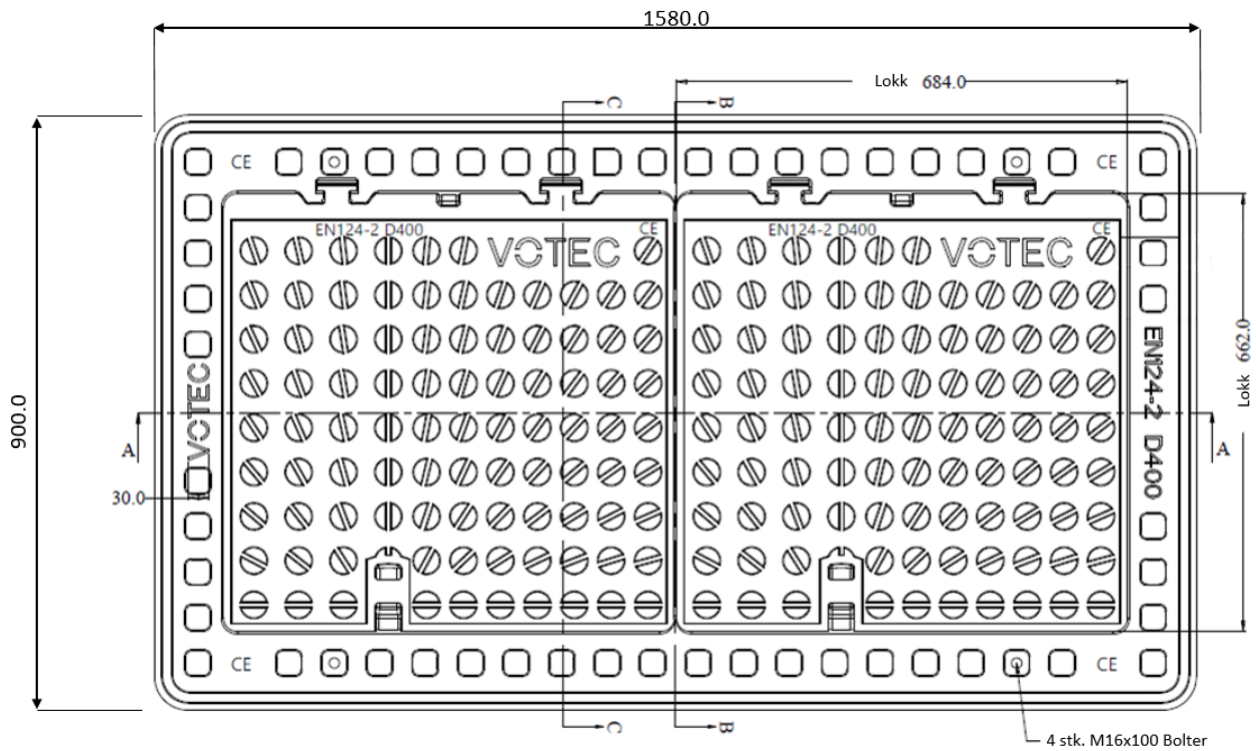 1580.0
Lokk 684.0
C
B
CE
CE
EN124-2 D400
CE
EN124-2 D400
CE
VOTEC
VOTEC
Lokk 662.0
900.0
VOTEC
EN124-2 D400
A
A
30.0
CE
CE
C
B
4 stk. M16x100 Bolter